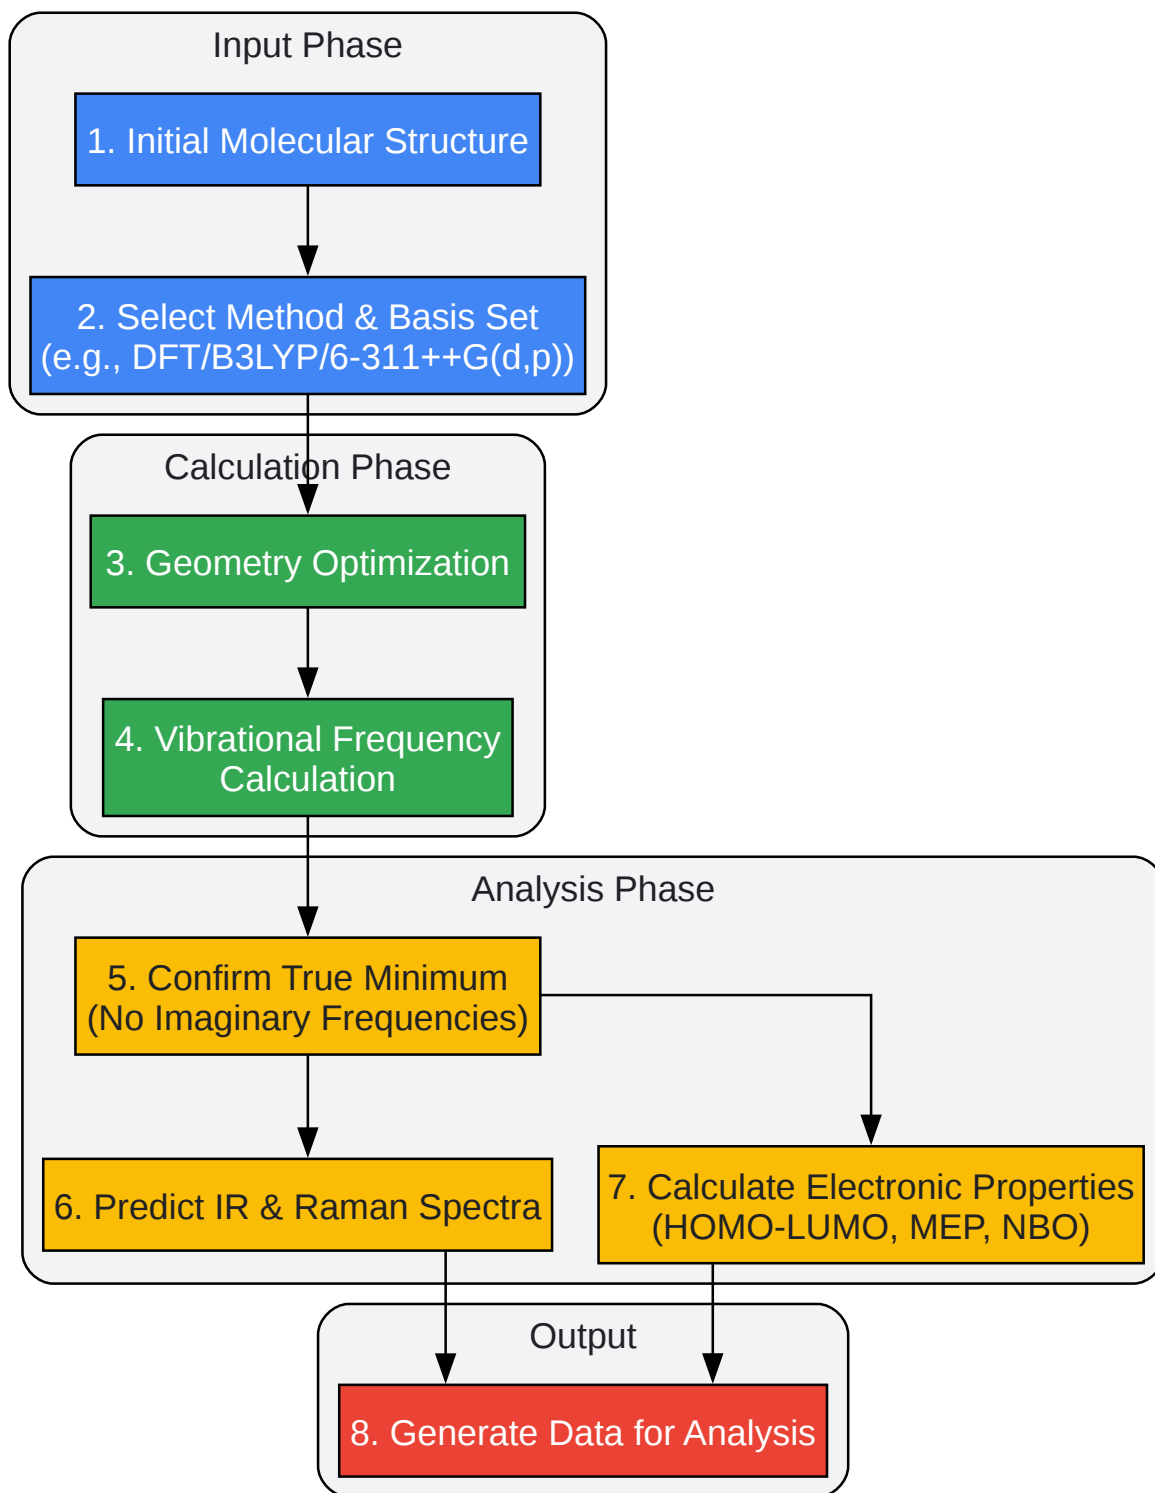 Input Phase
1. Initial Molecular Structure
2. Select Method & Basis Set
(e.g., DFT/B3LYP/6-311++G(d,p))
Calculation Phase
3. Geometry Optimization
4. Vibrational Frequency
Calculation
Analysis Phase
5. Confirm True Minimum
(No Imaginary Frequencies)
6. Predict IR & Raman Spectra
7. Calculate Electronic Properties
(HOMO-LUMO, MEP, NBO)
Output
8. Generate Data for Analysis